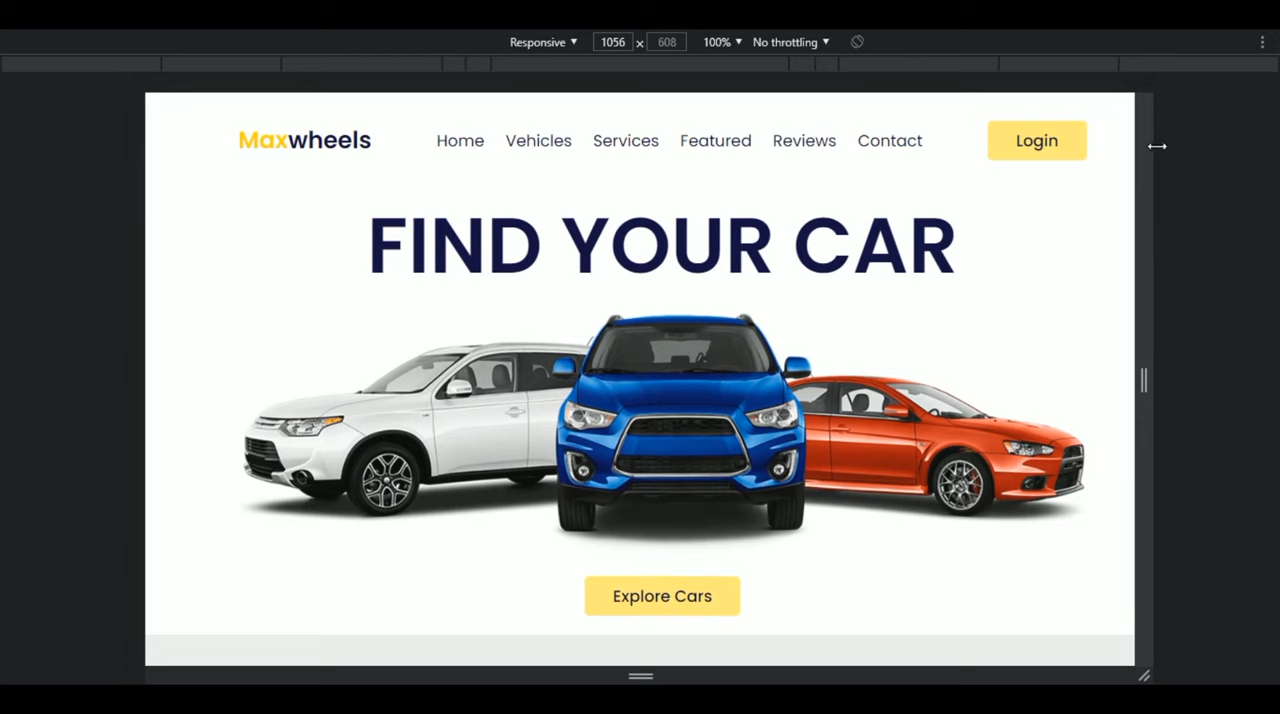 Responsive ▼ 1056 × 608 100% ▼ No throttling ▼
Maxwheels Home Vehicles Services Featured Reviews Contact Login
FIND YOUR CAR
Explore Cars